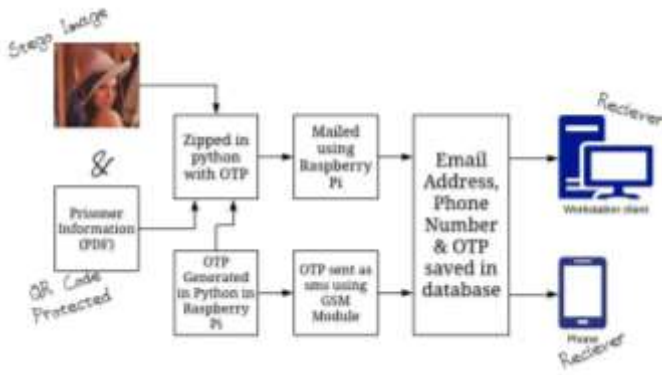 Stego Image
&
Prisoner
Information
(PDF)
QR Code
Protected
Zipped in
python
with OTP
OTP
Generated
in Python in
Raspberry
Pi
Mailed
using
Raspberry
Pi
OTP sent as
sms using
GSM
Module
Email
Address,
Phone
Number
& OTP
saved in
database
Reciever
Workstation client
Phone
Reciever